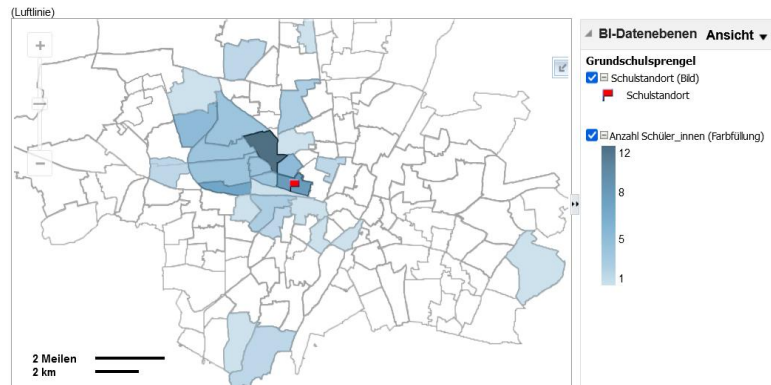 (Luftlinie)
2 Meilen
2 km
BI-Datenebenen Ansicht
Grundschulsprengel
Schulstandort (Bild)
Schulstandort
Anzahl Schüler_innen (Farbfüllung)
12
8
5
1